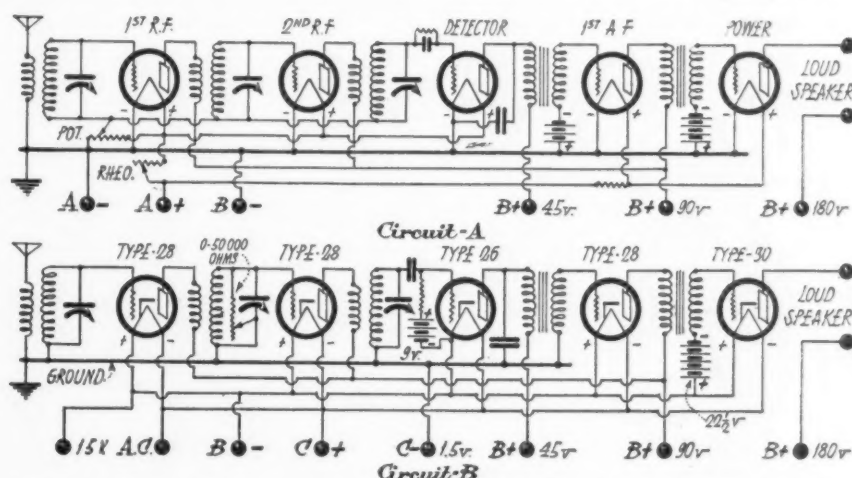 1ST R.F. 2ND R.F. DETECTOR 1ST A F. POWER
LOUD
SPEAKER
POT.
RHEO.
A - A + B - B+ 45v. B+ 90v B+ 180v
Circuit-A
TYPE-28 0-50000
OHMS TYPE-28 TYPE-26 TYPE-28 TYPE-30
LOUD
SPEAKER
9v.
GROUND.
22½v
A.C. B - C + C- 1.5v. B+ 45v B+ 90v B+ 180v
Circuit-B